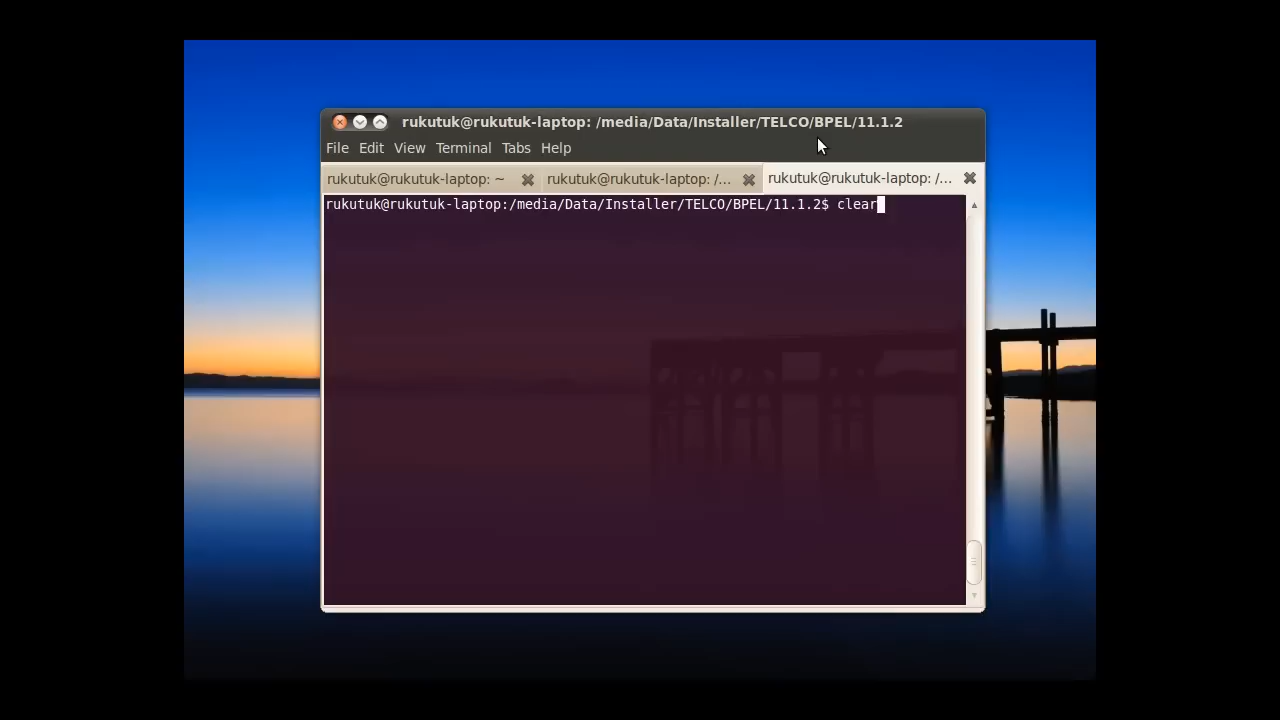 rukutuk@rukutuk-laptop: /media/Data/Installer/TELCO/BPEL/11.1.2
File Edit View Terminal Tabs Help
rukutuk@rukutuk-laptop: ~ rukutuk@rukutuk-laptop: /... rukutuk@rukutuk-laptop: /...
rukutuk@rukutuk-laptop:/media/Data/Installer/TELCO/BPEL/11.1.2$ clear